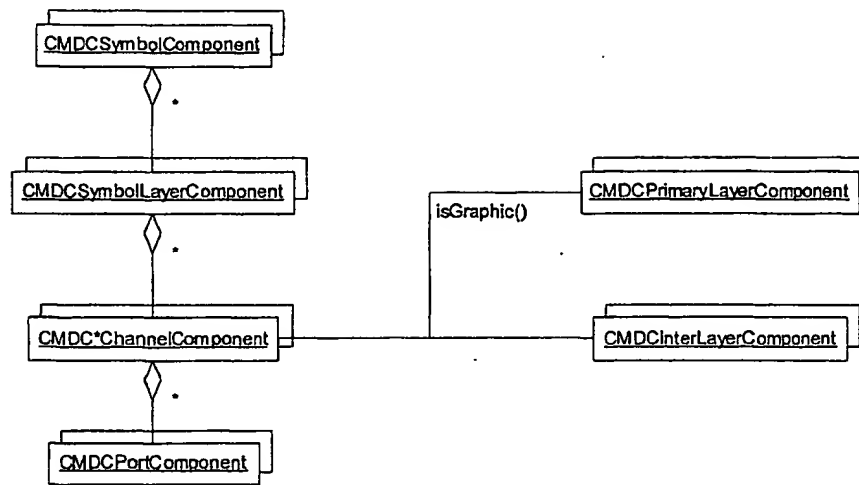 CMDCSymbolComponent
*
CMDCSymbolLayerComponent
CMDCPrimaryLayerComponent
isGraphic()
*
CMDC*ChannelComponent
CMDCInterLayerComponent
*
CMDCPortComponent